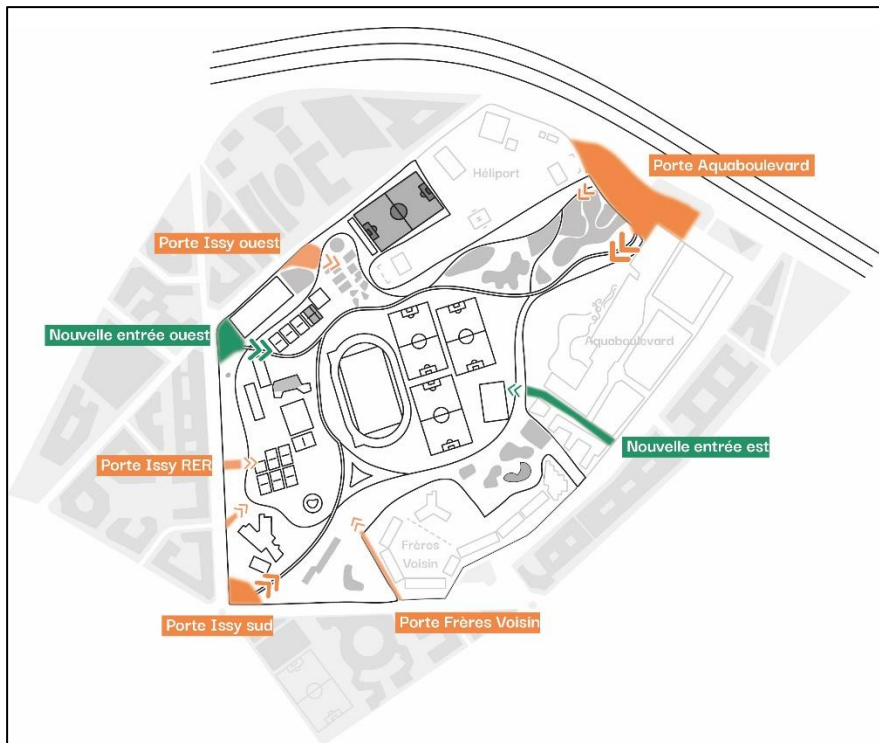 Porte Aquaboulevard
Héliport
Porte Issy ouest
Nouvelle entrée ouest
Aquaboulevard
Nouvelle entrée est
Porte Issy RER
Frères
Voisin
Porte Issy sud
Porte Frères Voisin